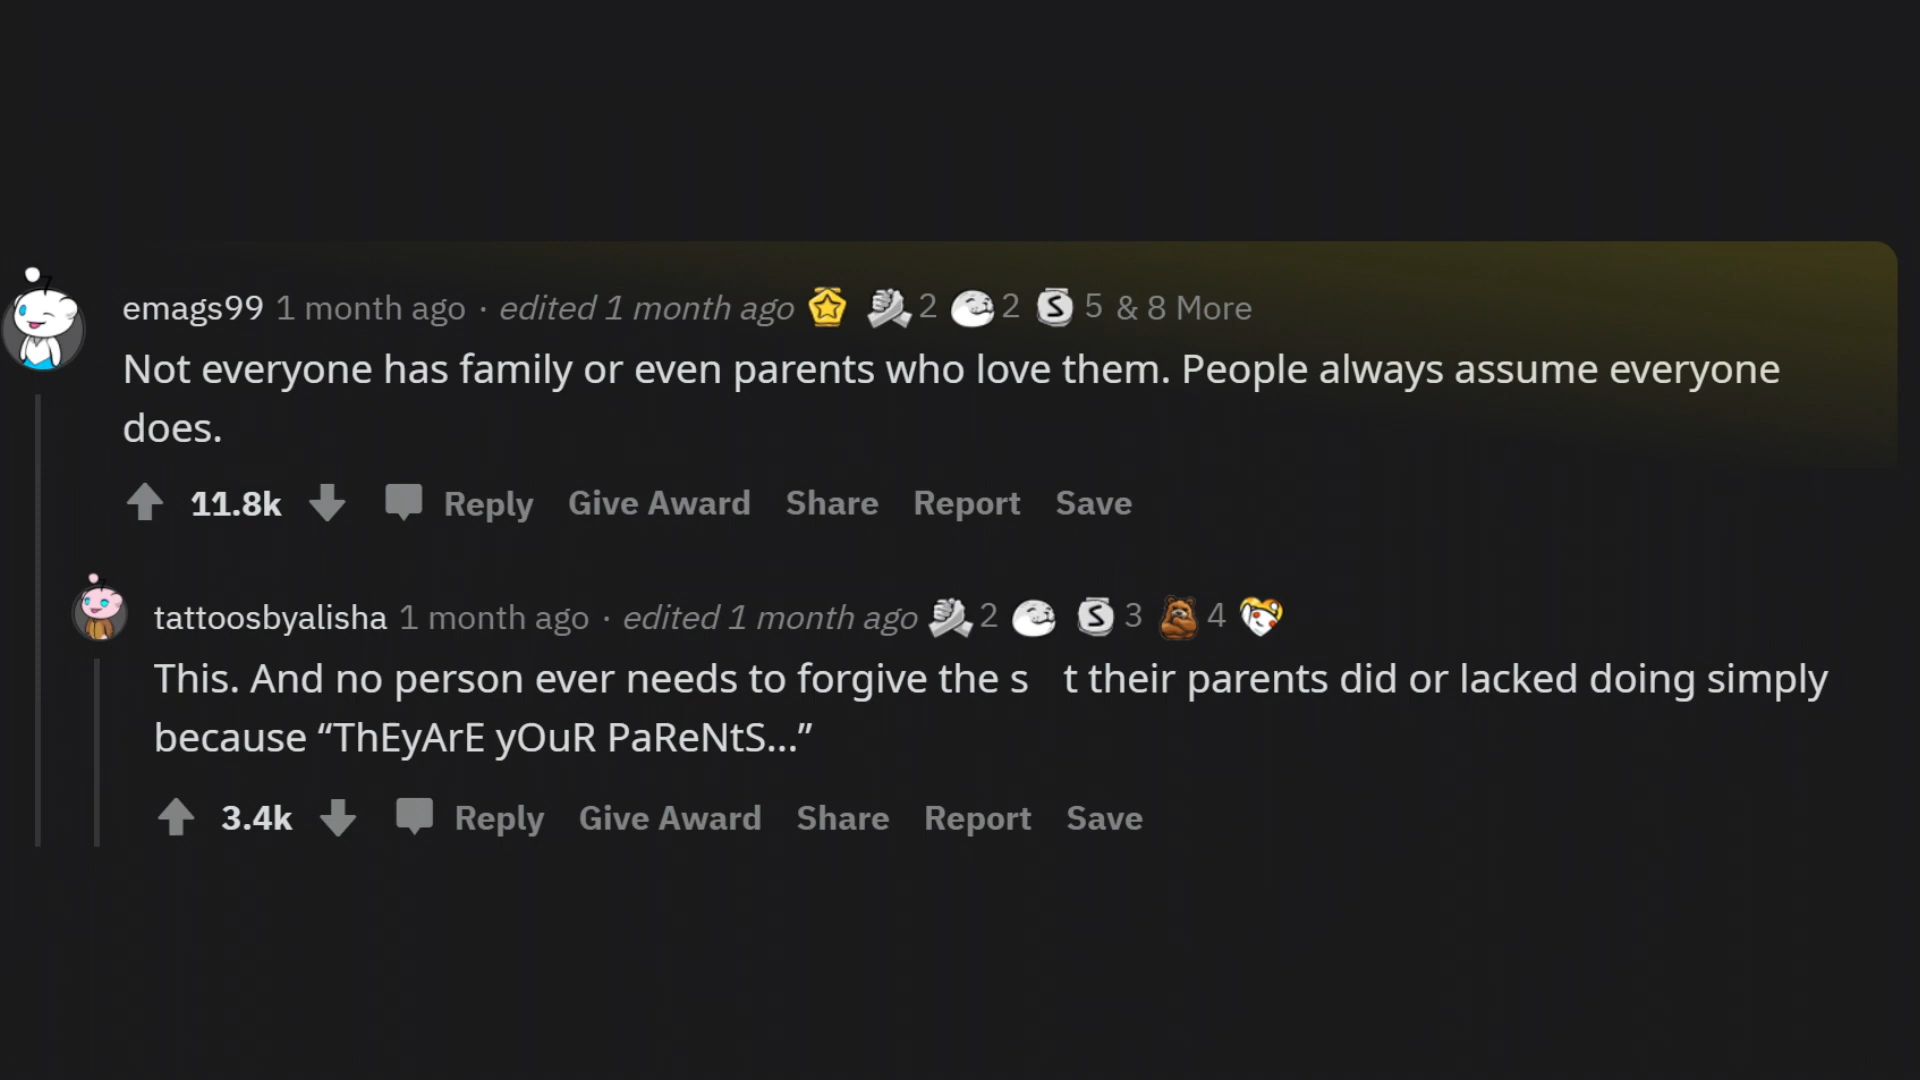 emags99 1 month ago · edited 1 month ago 2 2 S 5 & 8 More
Not everyone has family or even parents who love them. People always assume everyone
does.
11.8k Reply Give Award Share Report Save
tattoosbyalisha 1 month ago · edited 1 month ago 2 S 3 4
This. And no person ever needs to forgive the s t their parents did or lacked doing simply
because “ThEyArE yOuR PaReNtS...”
3.4k Reply Give Award Share Report Save